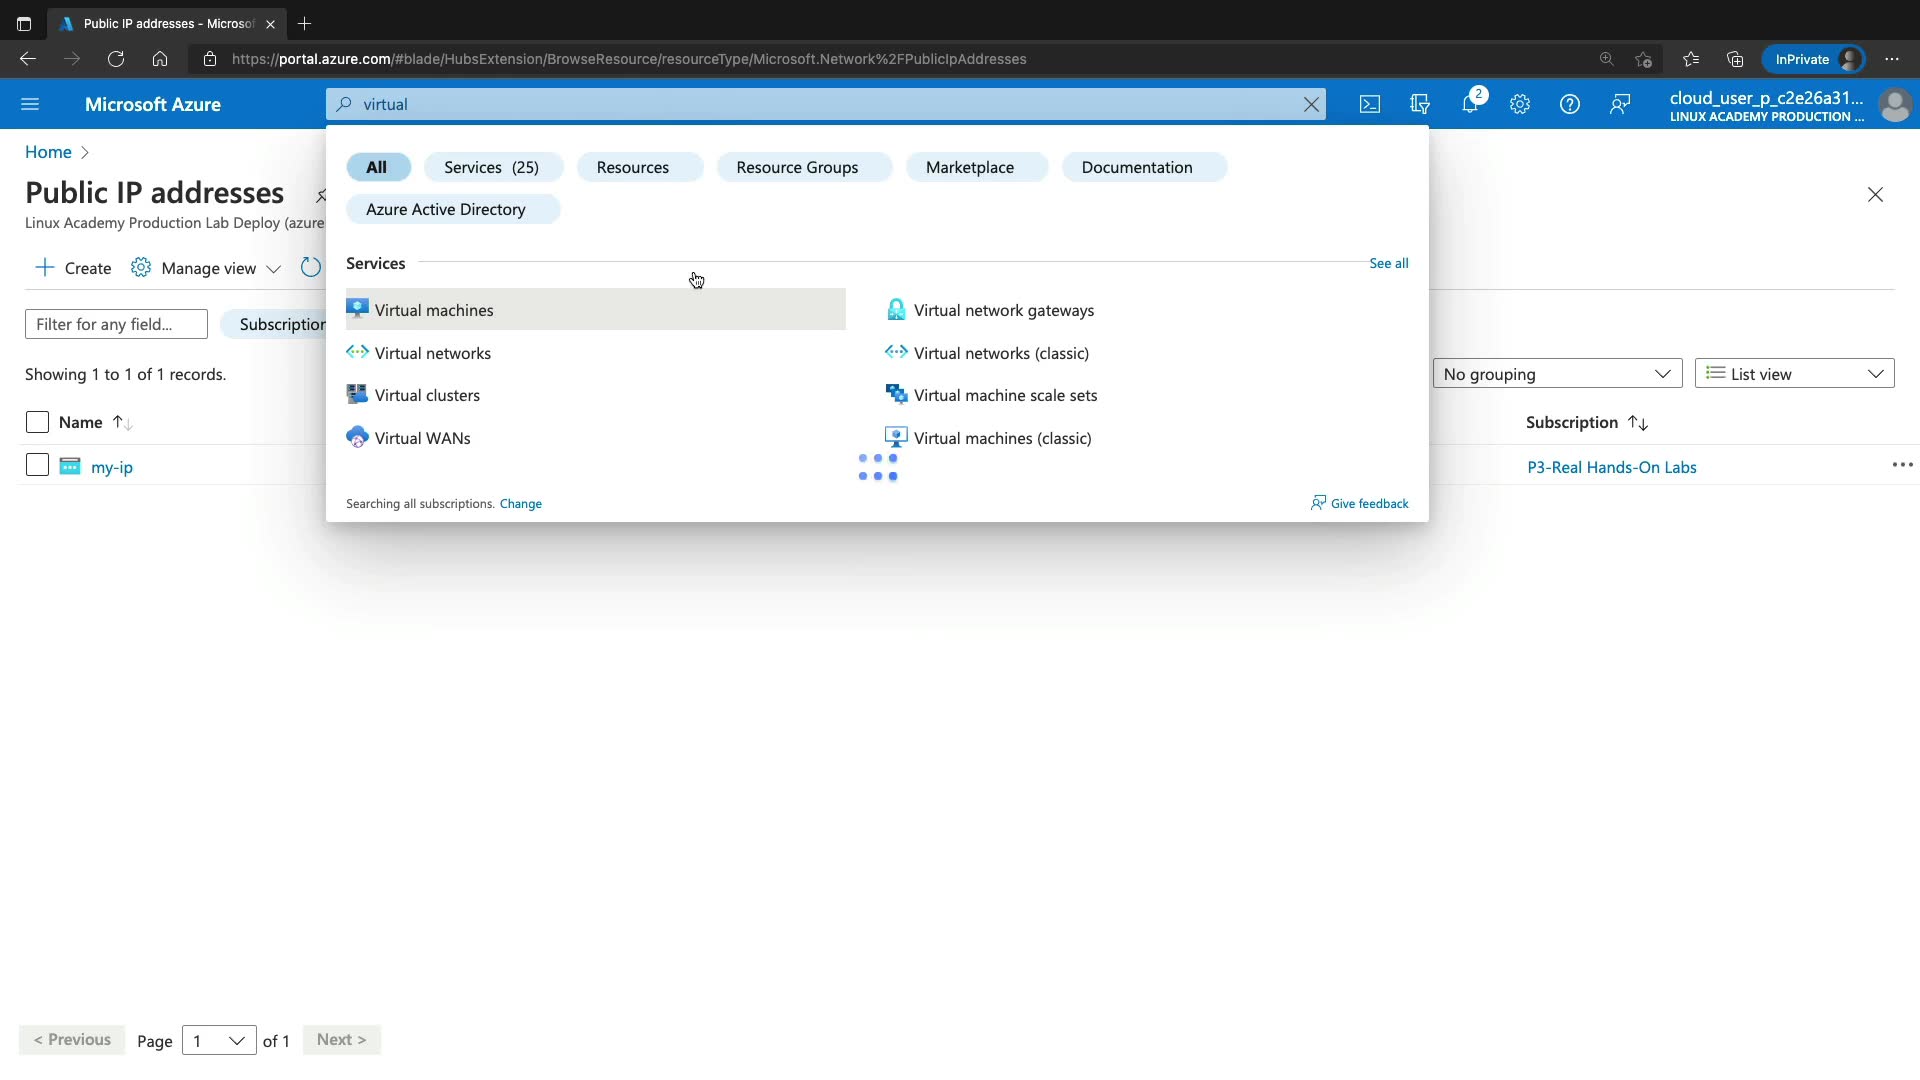 Public IP addresses - Microsof
https://portal.azure.com/#blade/HubsExtension/BrowseResource/resourceType/Microsoft.Network%2FPublicIpAddresses
InPrivate
Microsoft Azure
virtual
2
cloud_user_p_c2e26a31...
LINUX ACADEMY PRODUCTION ...
Home
All
Services (25)
Resources
Resource Groups
Marketplace
Documentation
Public IP addresses
Azure Active Directory
Linux Academy Production Lab Deploy (azure
Create
Manage view
Services
See all
Filter for any field...
Subscription
Virtual machines
Virtual network gateways
Virtual networks
Virtual networks (classic)
Showing 1 to 1 of 1 records.
No grouping
List view
Virtual clusters
Virtual machine scale sets
Name
Subscription
Virtual WANs
Virtual machines (classic)
my-ip
P3-Real Hands-On Labs
Searching all subscriptions. Change
Give feedback
< Previous
Page
1
of 1
Next >